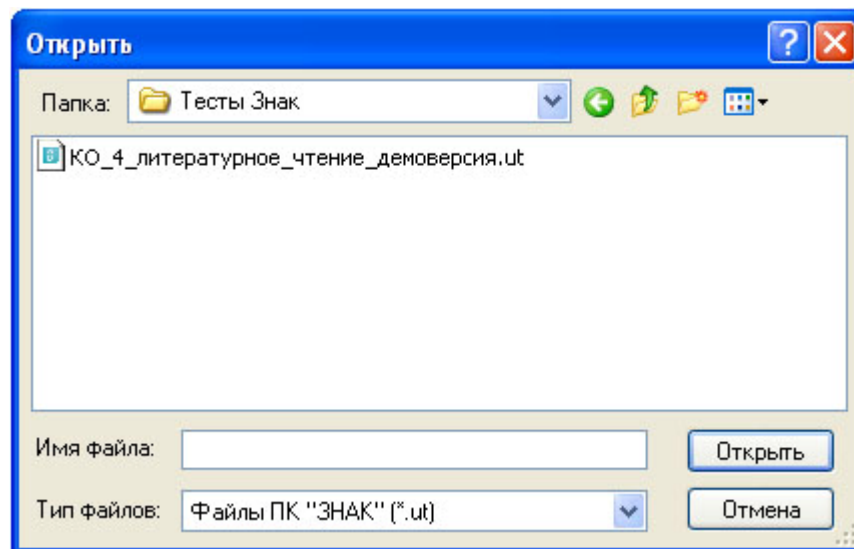 Открыть
Папка: Тесты Знак
КО_4_литературное_чтение_демоверсия.ut
Имя файла: Открыть
Тип файлов: Файлы ПК "ЗНАК" (*.ut) Отмена